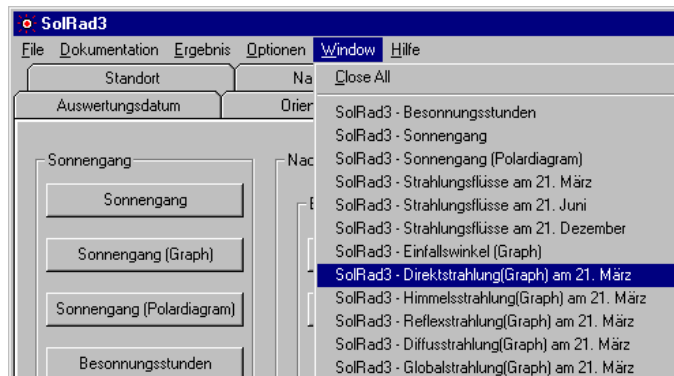 SolRad3
File Dokumentation Ergebnis Optionen Window Hilfe
Standort
Auswertungsdatum
Sonnengang
Sonnengang
Sonnengang (Graph)
Sonnengang (Polardiagram)
Besonnungsstunden
Close All
SolRad3 - Besonnungsstunden
SolRad3 - Sonnengang
SolRad3 - Sonnengang (Polardiagram)
SolRad3 - Strahlungsflüsse am 21. März
SolRad3 - Strahlungsflüsse am 21. Juni
SolRad3 - Strahlungsflüsse am 21. Dezember
SolRad3 - Einfallswinkel (Graph)
SolRad3 - Direktstrahlung(Graph) am 21. März
SolRad3 - Himmelsstrahlung(Graph) am 21. März
SolRad3 - Reflexstrahlung(Graph) am 21. März
SolRad3 - Diffusstrahlung(Graph) am 21. März
SolRad3 - Globalstrahlung(Graph) am 21. März